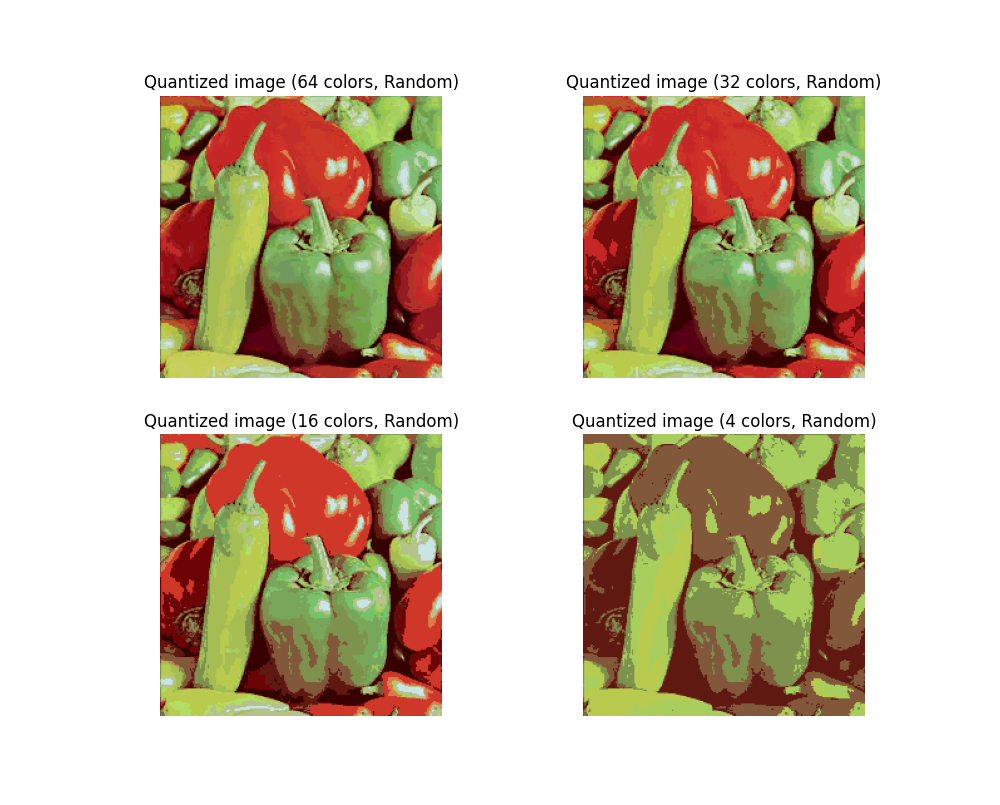 Quantized image (64 colors, Random)
Quantized image (32 colors, Random)
Quantized image (16 colors, Random)
Quantized image (4 colors, Random)